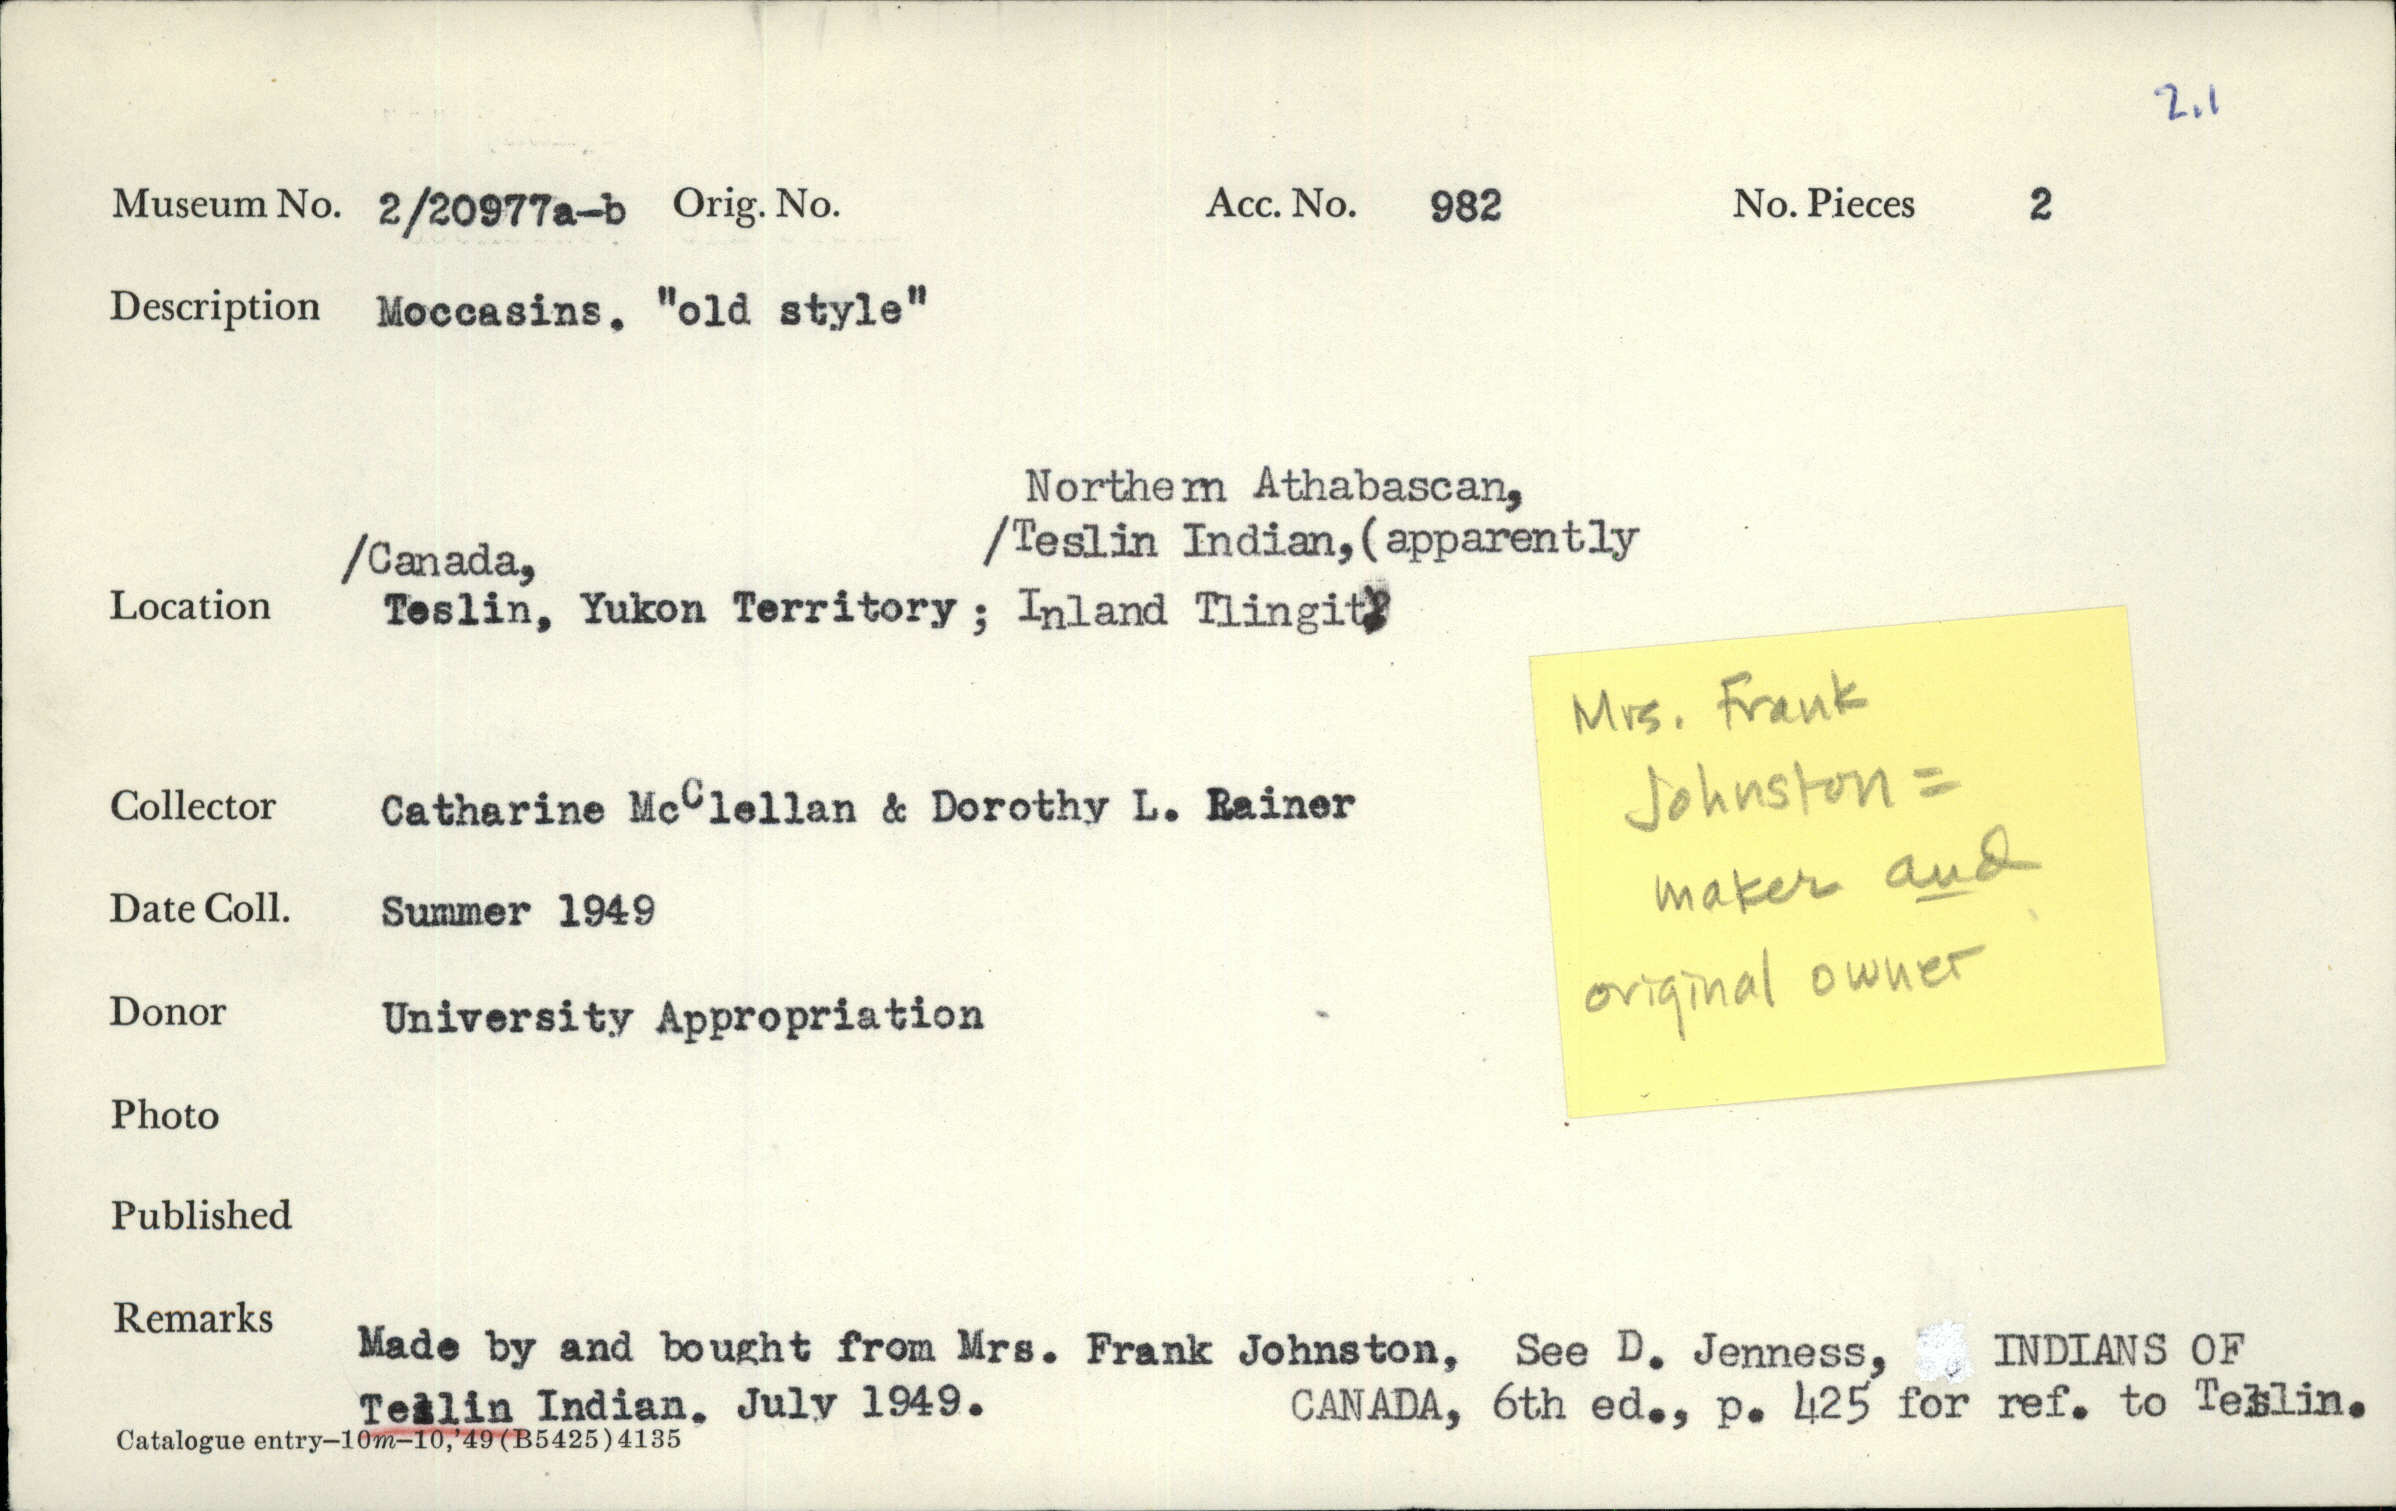 2.1
Museum No. 2/20977a-b Orig. No. Acc. No. 982 No. Pieces 2
Description Moccasins. "old style"
Northern Athabascan,
/Teslin Indian,(apparently
/Canada,
Location Teslin, Yukon Territory; Inland Tlingit)
Mrs. Frank
Johnston =
maker and
original owner
Collector Catharine McClellan & Dorothy L. Rainer
Date Coll. Summer 1949
Donor University Appropriation
Photo
Published
Remarks
Made by and bought from Mrs. Frank Johnston, See D. Jenness, INDIANS OF
Teslin Indian. July 1949. CANADA, 6th ed., p. 425 for ref. to Teslin.
Catalogue entry-10m-10,'49(B5425)4135